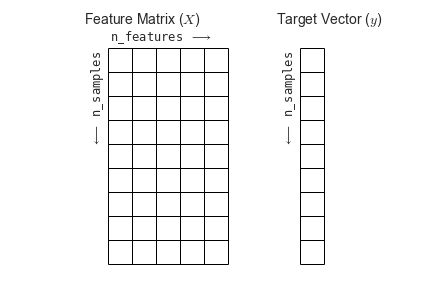 Feature Matrix (X)
n_features ⟶
⟵ n_samples
Target Vector (y)
⟵ n_samples